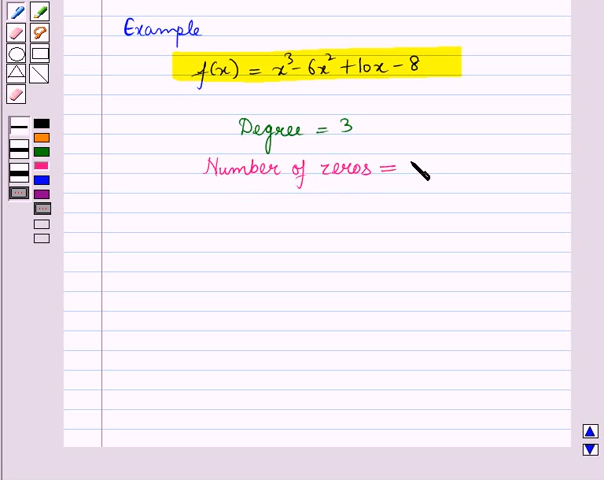 Example
f(x) = x³ - 6x² + 10x - 8
Degree = 3
Number of zeros =